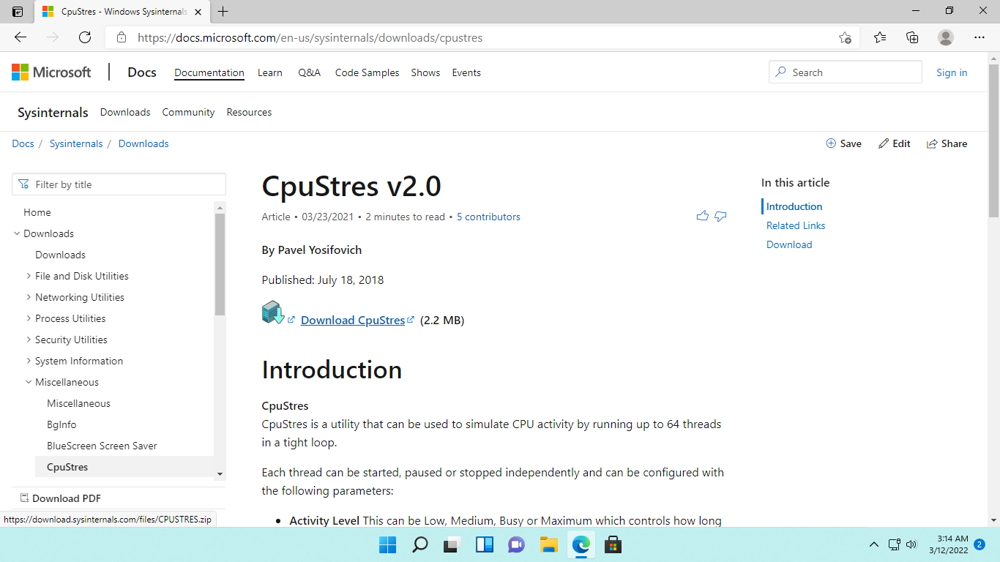 CpuStres - Windows Sysinternals
https://docs.microsoft.com/en-us/sysinternals/downloads/cpustres
Microsoft
Docs
Documentation
Learn
Q&A
Code Samples
Shows
Events
Search
Sign in
Sysinternals
Downloads
Community
Resources
Docs / Sysinternals / Downloads
Save
Edit
Share
Filter by title
Home
Downloads
Downloads
File and Disk Utilities
Networking Utilities
Process Utilities
Security Utilities
System Information
Miscellaneous
Miscellaneous
BgInfo
BlueScreen Screen Saver
CpuStres
Download PDF
https://download.sysinternals.com/files/CPUSTRES.zip
CpuStres v2.0
Article • 03/23/2021 • 2 minutes to read • 5 contributors
By Pavel Yosifovich
Published: July 18, 2018
Download CpuStres (2.2 MB)
Introduction
CpuStres
CpuStres is a utility that can be used to simulate CPU activity by running up to 64 threads
in a tight loop.
Each thread can be started, paused or stopped independently and can be configured with
the following parameters:
• Activity Level This can be Low, Medium, Busy or Maximum which controls how long
In this article
Introduction
Related Links
Download
3:14 AM
3/12/2022
2